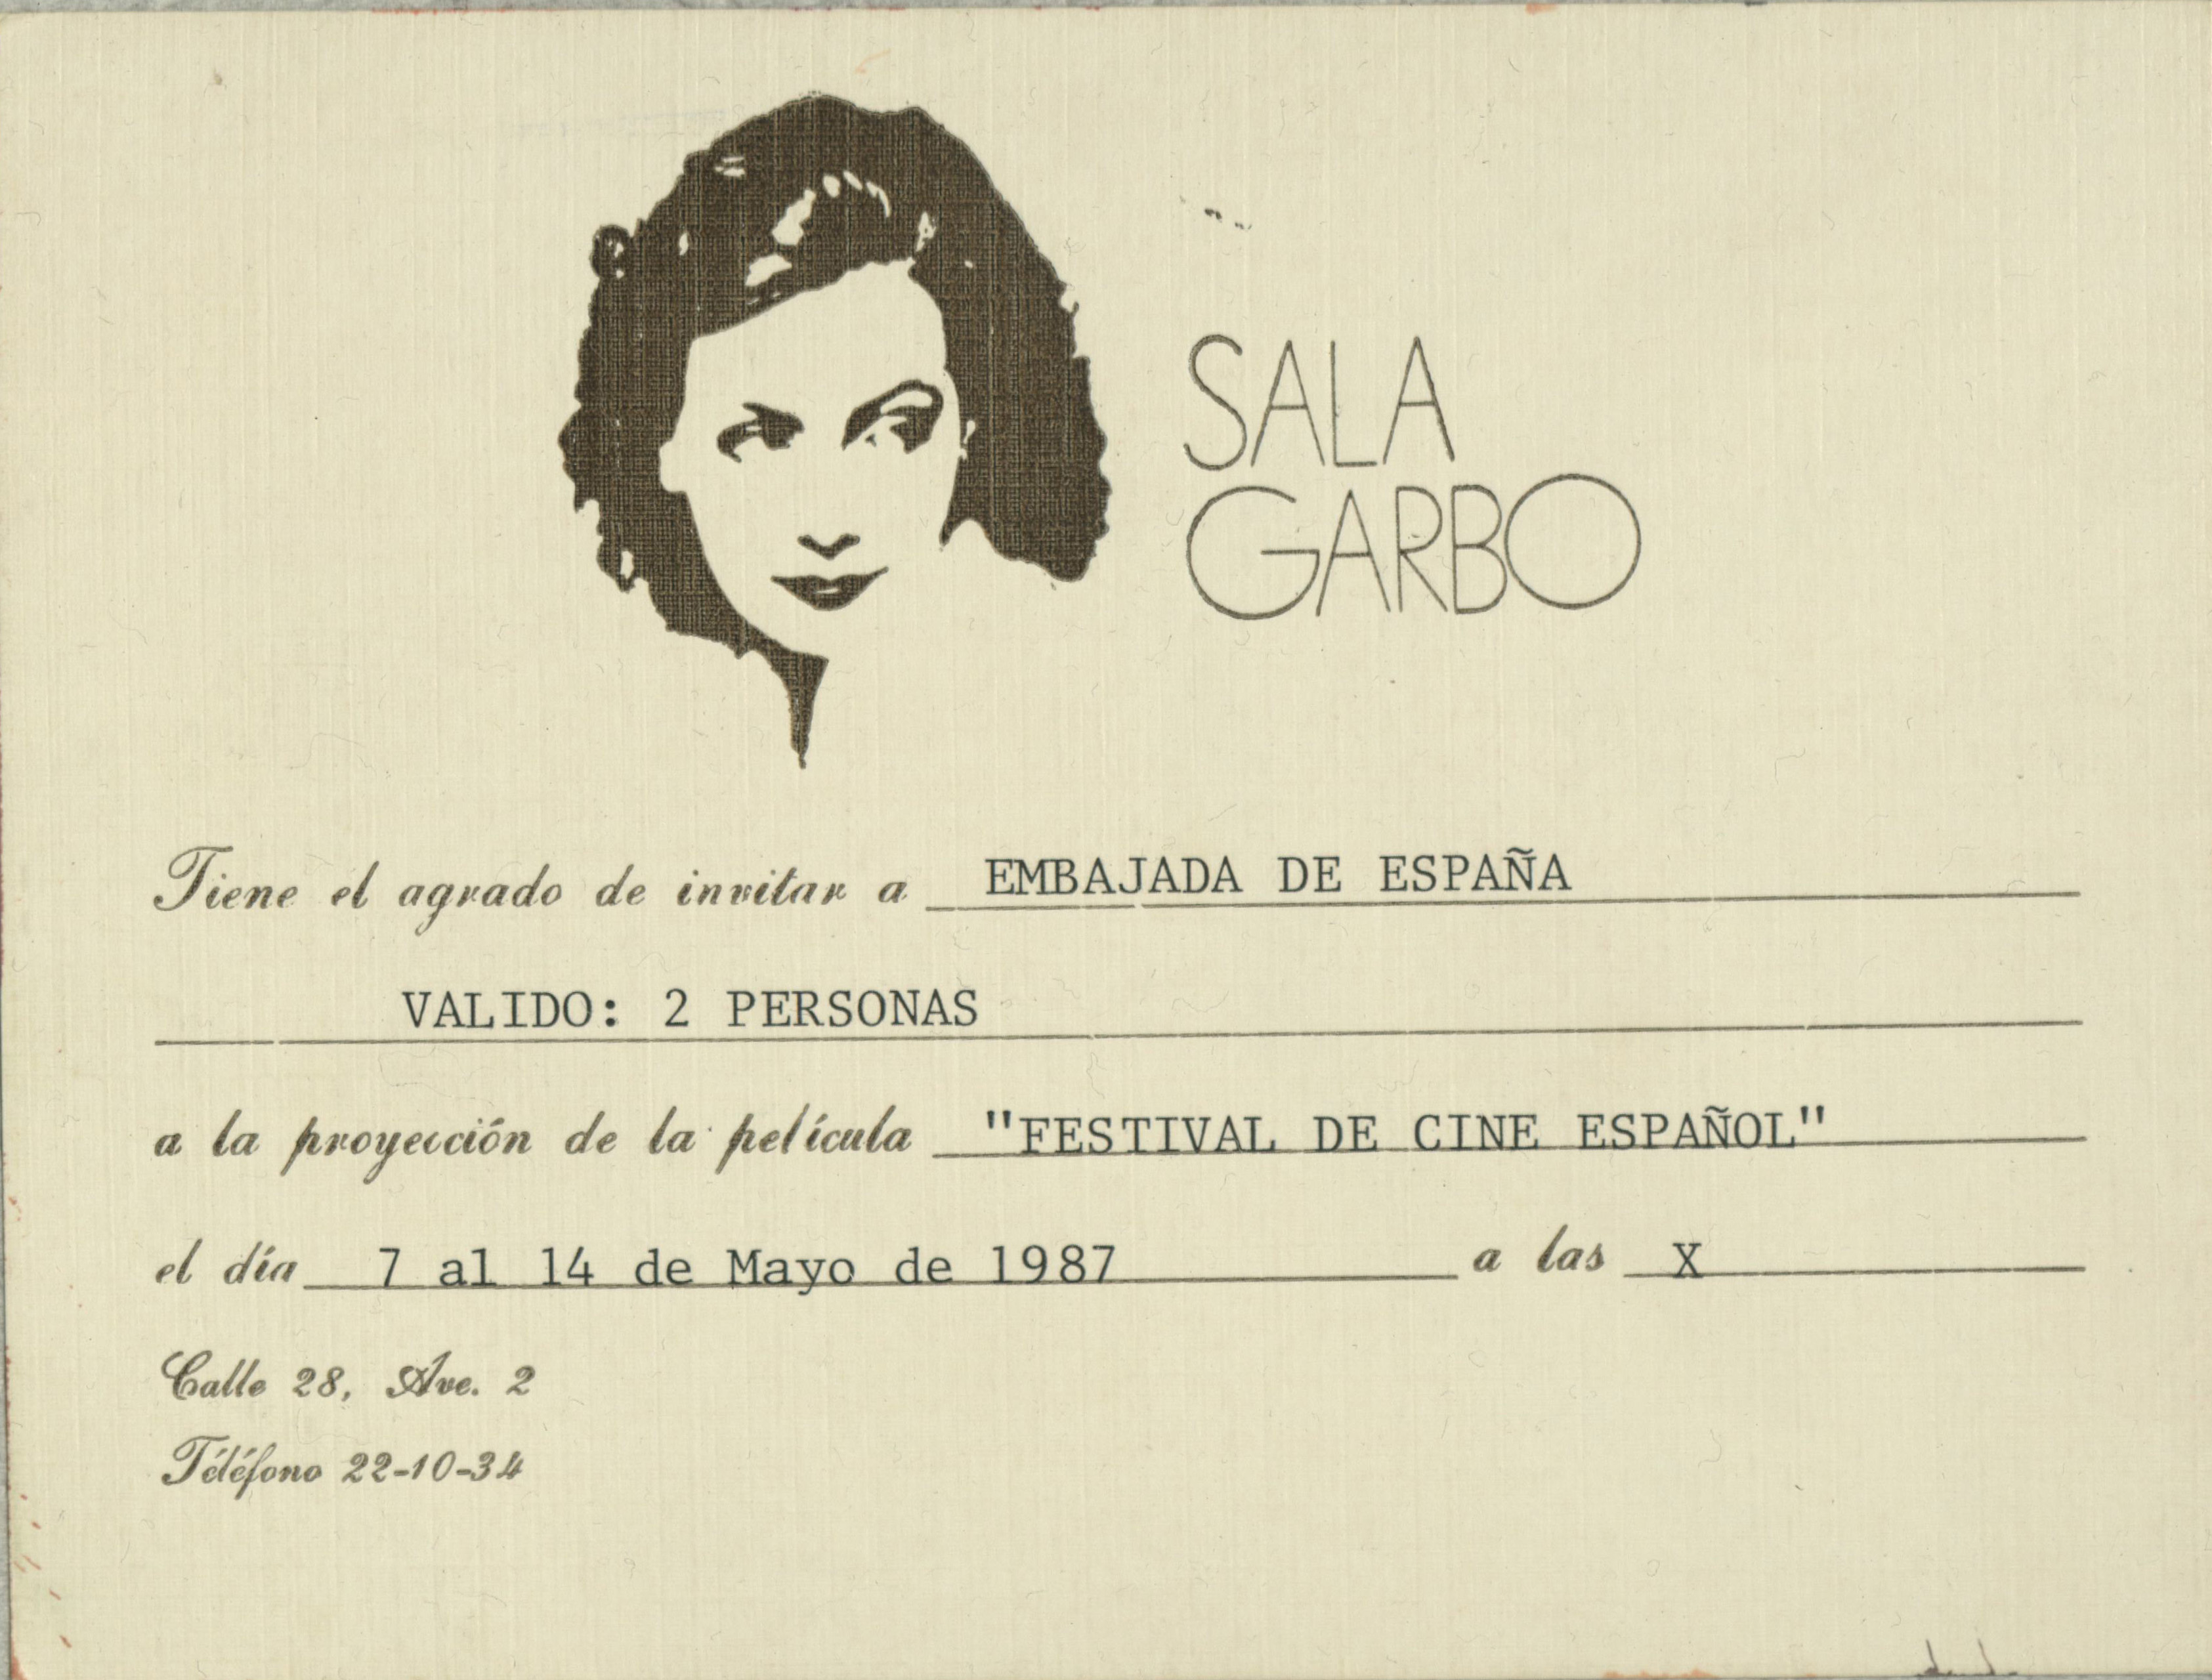 SALA
GARBO
Tiene el agrado de invitar a EMBAJADA DE ESPAÑA
VALIDO: 2 PERSONAS
a la proyección de la película "FESTIVAL DE CINE ESPAÑOL"
el día 7 al 14 de Mayo de 1987 a las X
Calle 28, Ave. 2
Téléfono 22-10-34